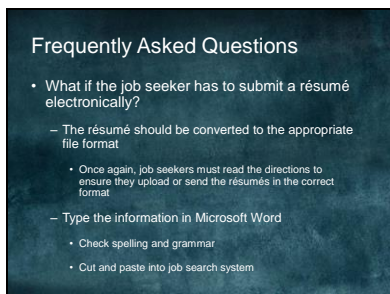 Frequently Asked Questions
• What if the job seeker has to submit a résumé
electronically?
– The résumé should be converted to the appropriate
file format
• Once again, job seekers must read the directions to
ensure they upload or send the résumés in the correct
format
– Type the information in Microsoft Word
• Check spelling and grammar
• Cut and paste into job search system